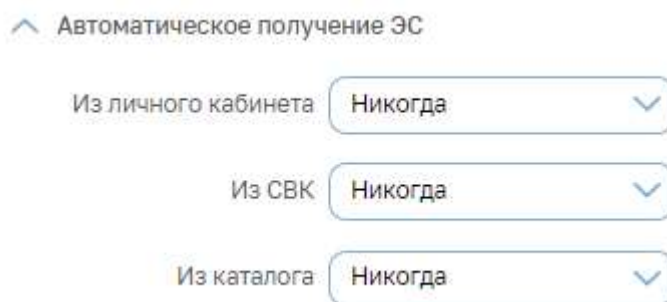 Автоматическое получение ЭС
Из личного кабинета Никогда
Из СВК Никогда
Из каталога Никогда